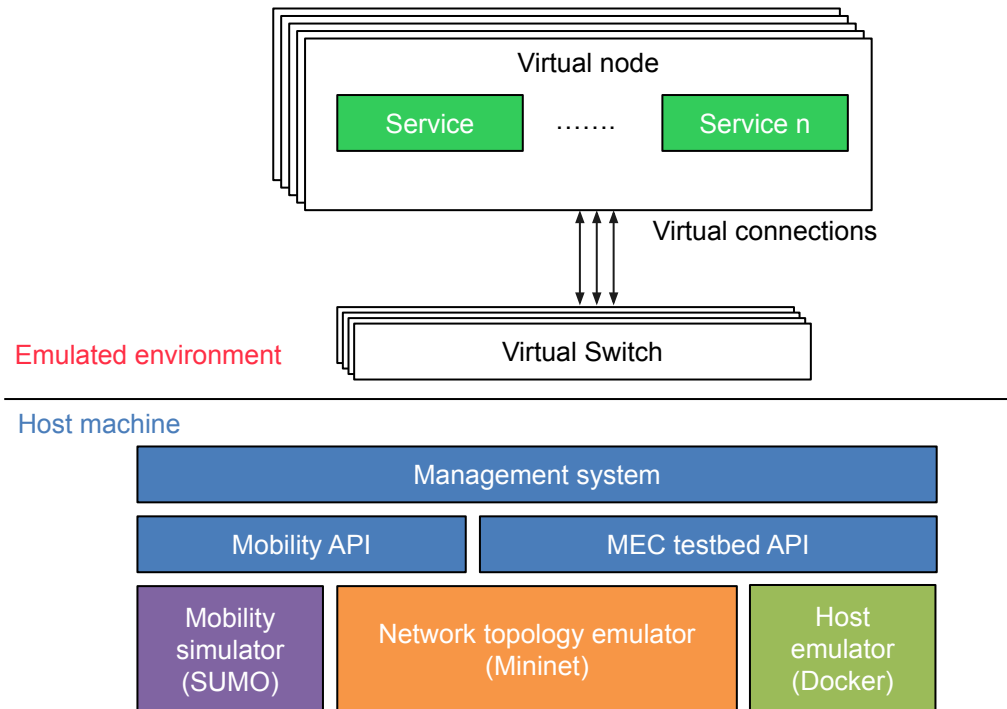 Virtual node
Service
.......
Service n
Virtual connections
Virtual Switch
Emulated environment
Host machine
Management system
Mobility API
MEC testbed API
Mobility
simulator
(SUMO)
Network topology emulator
(Mininet)
Host
emulator
(Docker)